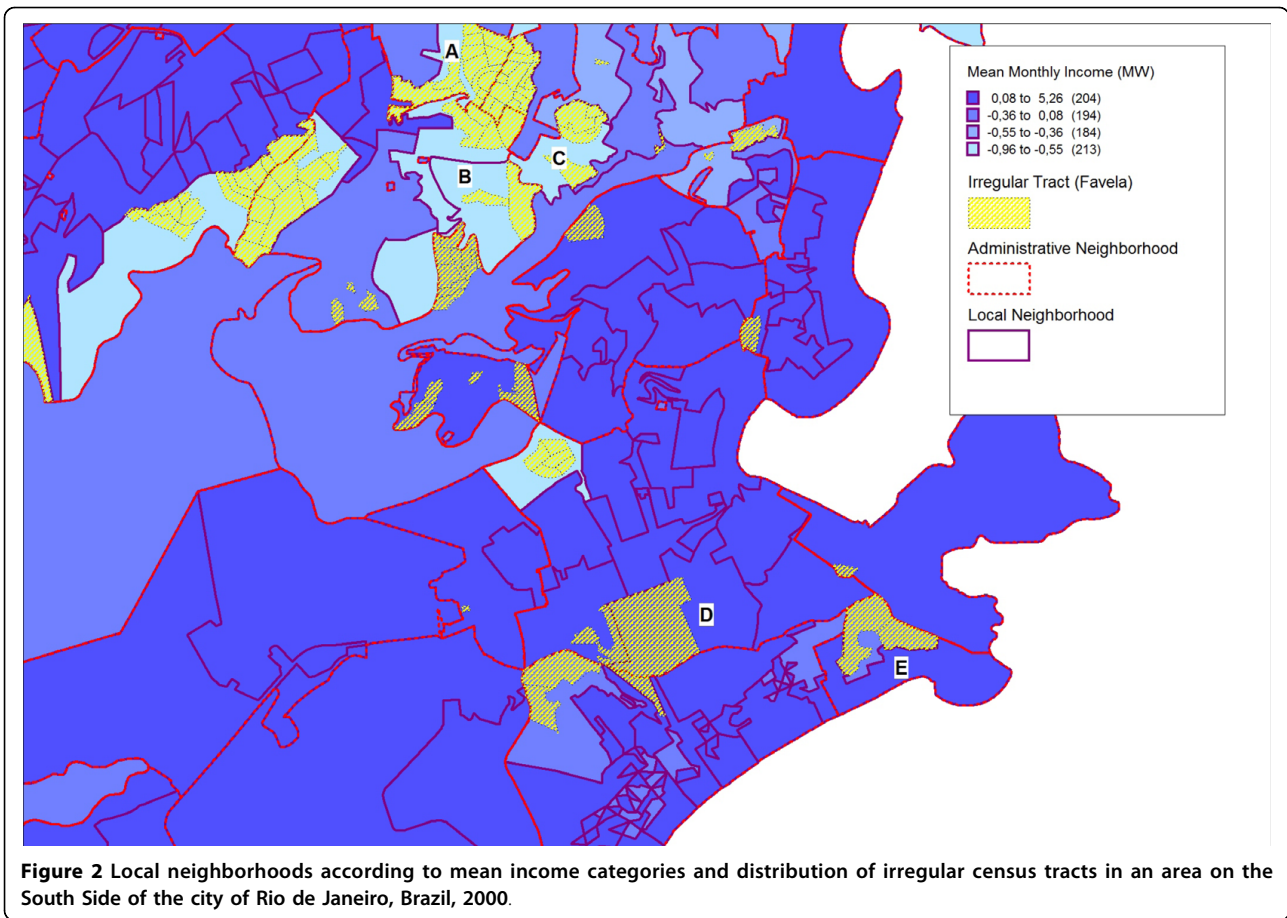 A
B
C
D
E
Mean Monthly Income (MW)
0,08 to 5,26 (204)
-0,36 to 0,08 (194)
-0,55 to -0,36 (184)
-0,96 to -0,55 (213)
Irregular Tract (Favela)
Administrative Neighborhood
Local Neighborhood
Figure 2 Local neighborhoods according to mean income categories and distribution of irregular census tracts in an area on the
South Side of the city of Rio de Janeiro, Brazil, 2000.